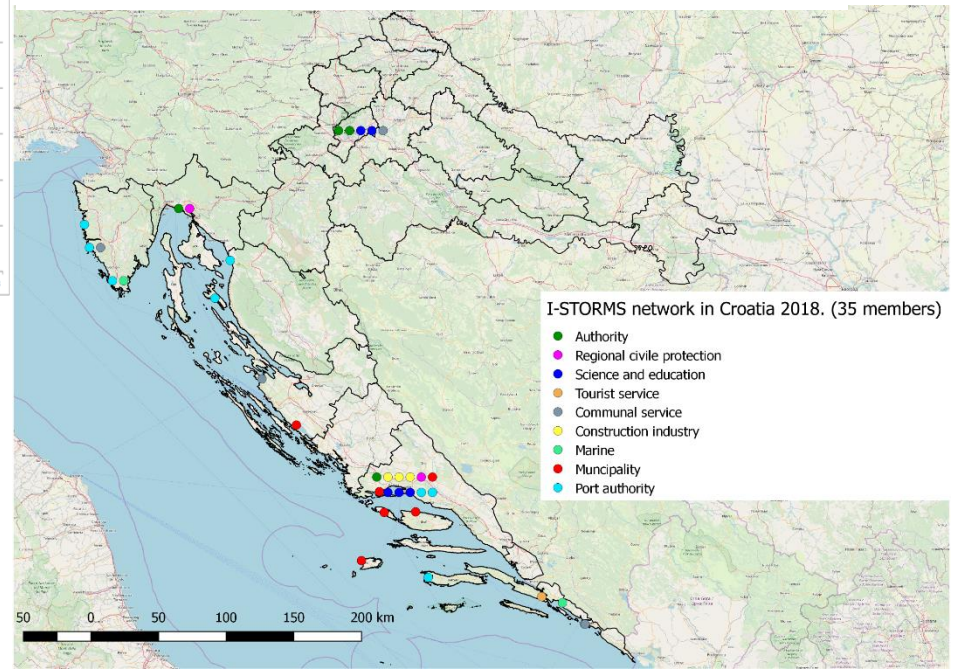 I-STORMS network in Croatia 2018. (35 members)
Authority
Regional civile protection
Science and education
Tourist service
Communal service
Construction industry
Marine
Muncipality
Port authority
50 0 50 100 150 200 km